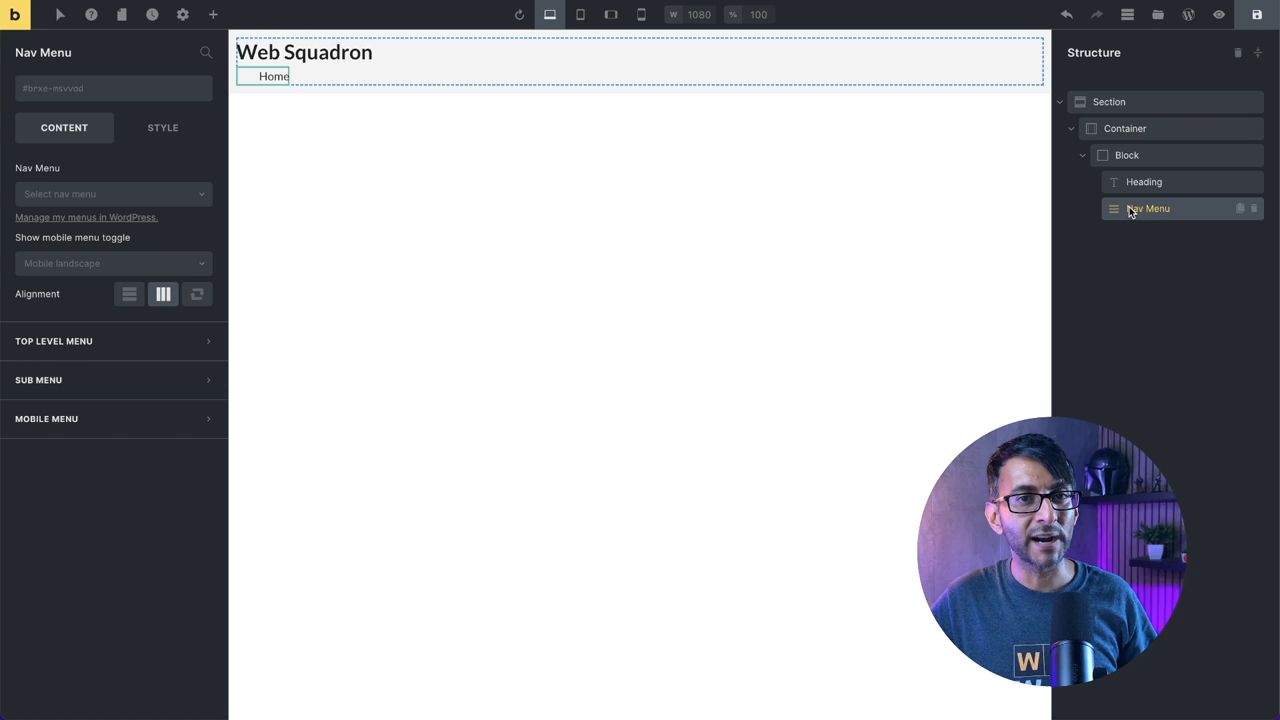 b
W 1080 % 100
Nav Menu
#brxe-msvvad
CONTENT STYLE
Nav Menu
Select nav menu
Manage my menus in WordPress.
Show mobile menu toggle
Mobile landscape
Alignment
TOP LEVEL MENU
SUB MENU
MOBILE MENU
Web Squadron
Home
Structure
Section
Container
Block
Heading
Nav Menu
W